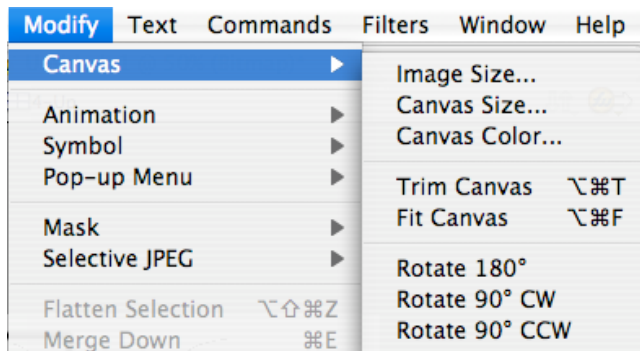 Modify Text Commands Filters Window Help
Canvas
Animation
Symbol
Pop-up Menu
Mask
Selective JPEG
Flatten Selection ⌥⇧⌘Z
Merge Down ⌘E
Image Size...
Canvas Size...
Canvas Color...
Trim Canvas ⌥⌘T
Fit Canvas ⌥⌘F
Rotate 180°
Rotate 90° CW
Rotate 90° CCW